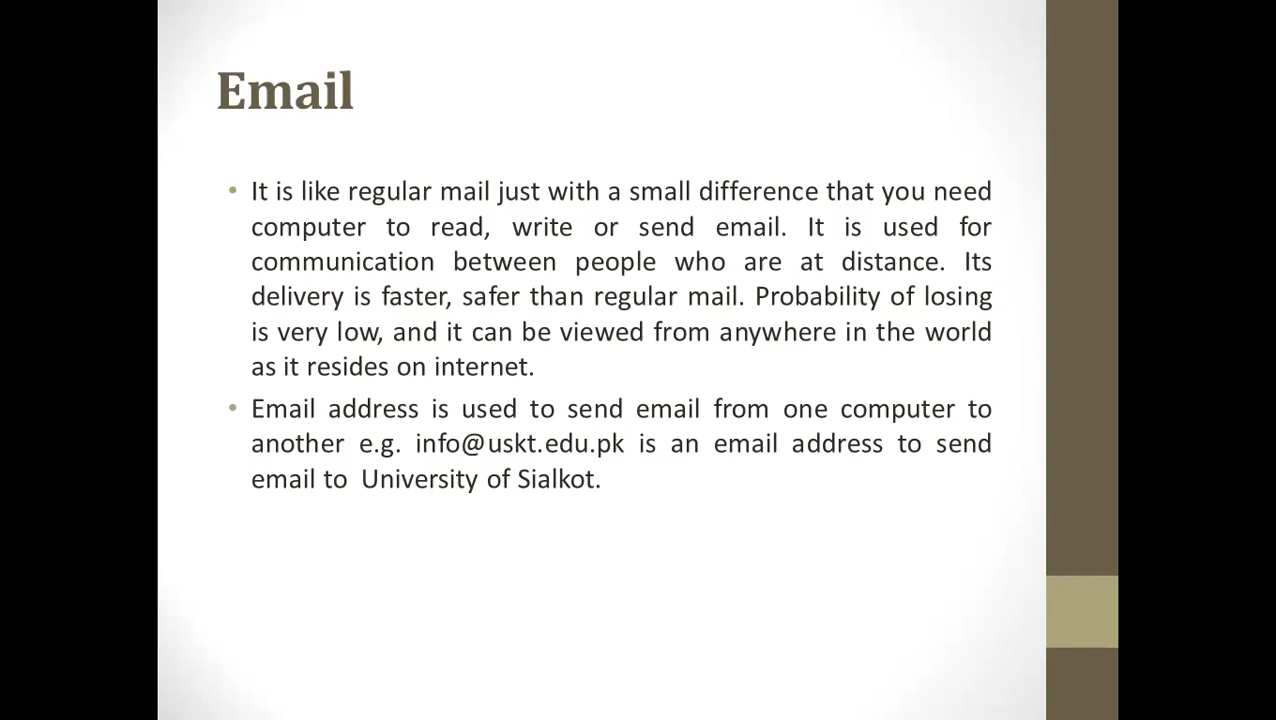 Email
• It is like regular mail just with a small difference that you need
computer to read, write or send email. It is used for
communication between people who are at distance. Its
delivery is faster, safer than regular mail. Probability of losing
is very low, and it can be viewed from anywhere in the world
as it resides on internet.
• Email address is used to send email from one computer to
another e.g. info@uskt.edu.pk is an email address to send
email to  University of Sialkot.